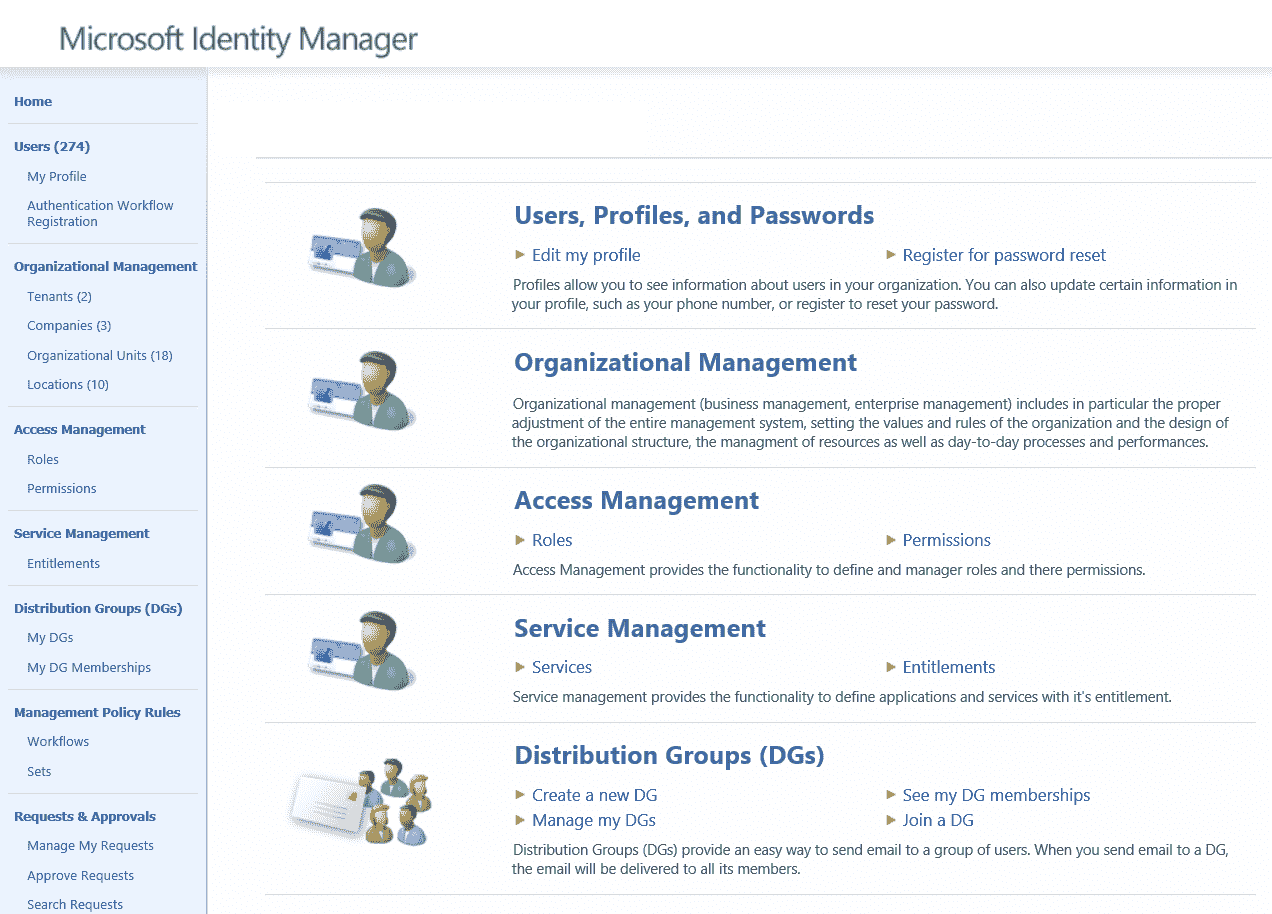 Microsoft Identity Manager
Home
Users (274)
My Profile
Authentication Workflow
Registration
Organizational Management
Tenants (2)
Companies (3)
Organizational Units (18)
Locations (10)
Access Management
Roles
Permissions
Service Management
Entitlements
Distribution Groups (DGs)
My DGs
My DG Memberships
Management Policy Rules
Workflows
Sets
Requests & Approvals
Manage My Requests
Approve Requests
Search Requests
Users, Profiles, and Passwords
Edit my profile
Register for password reset
Profiles allow you to see information about users in your organization. You can also update certain information in
your profile, such as your phone number, or register to reset your password.
Organizational Management
Organizational management (business management, enterprise management) includes in particular the proper
adjustment of the entire management system, setting the values and rules of the organization and the design of
the organizational structure, the managment of resources as well as day-to-day processes and performances.
Access Management
Roles
Permissions
Access Management provides the functionality to define and manager roles and there permissions.
Service Management
Services
Entitlements
Service management provides the functionality to define applications and services with it's entitlement.
Distribution Groups (DGs)
Create a new DG
See my DG memberships
Manage my DGs
Join a DG
Distribution Groups (DGs) provide an easy way to send email to a group of users. When you send email to a DG,
the email will be delivered to all its members.